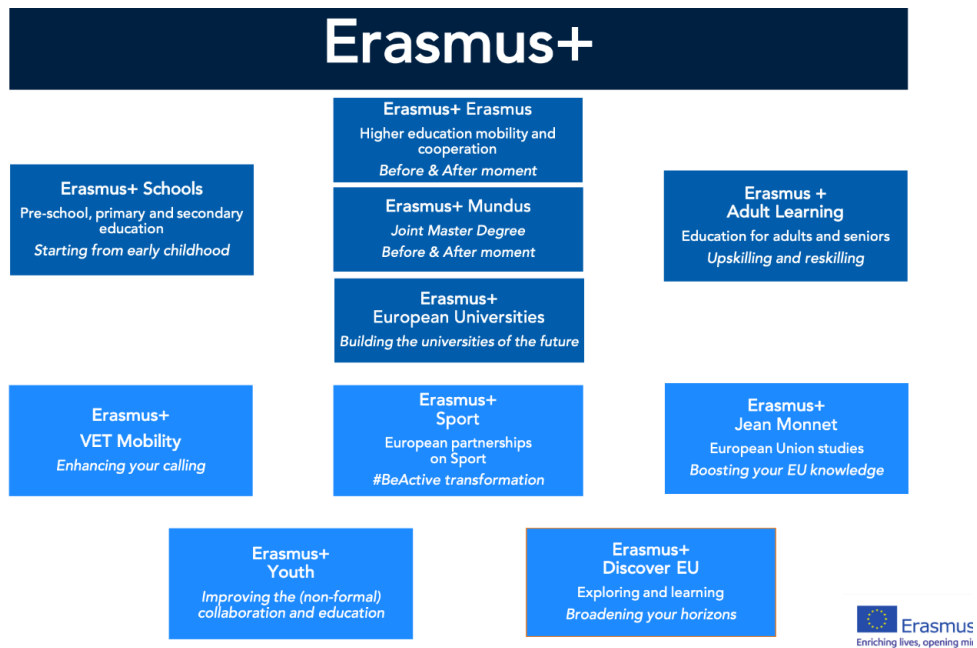 Erasmus+
Erasmus+ Erasmus
Higher education mobility and
cooperation
Before & After moment
Erasmus+ Schools
Pre-school, primary and secondary
education
Starting from early childhood
Erasmus+ Mundus
Joint Master Degree
Before & After moment
Erasmus +
Adult Learning
Education for adults and seniors
Upskilling and reskilling
Erasmus+
European Universities
Building the universities of the future
Erasmus+
VET Mobility
Enhancing your calling
Erasmus+
Sport
European partnerships
on Sport
#BeActive transformation
Erasmus+
Jean Monnet
European Union studies
Boosting your EU knowledge
Erasmus+
Youth
Improving the (non-formal)
collaboration and education
Erasmus+
Discover EU
Exploring and learning
Broadening your horizons
Erasmus
Enriching lives, opening